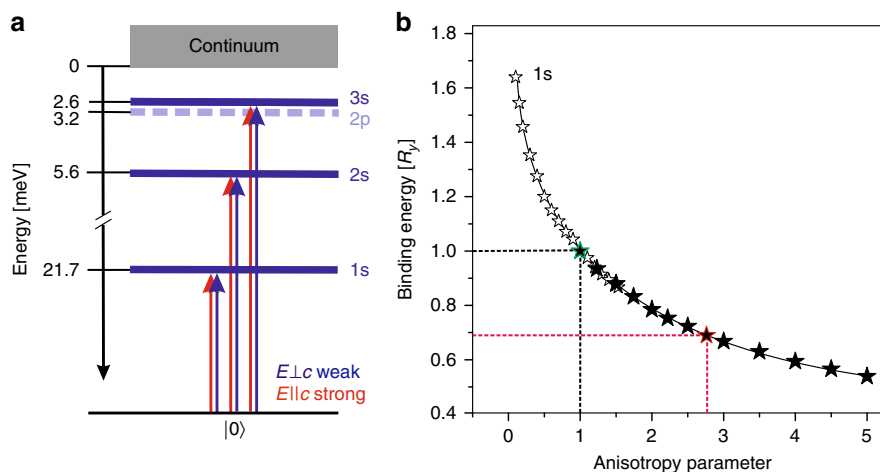 a
Continuum
0
2.6
3s
3.2
2p
5.6
2s
Energy [meV]
21.7
1s
E⊥c weak
E||c strong
|0⟩
b
1s
Binding energy [Ry]
1.8
1.6
1.4
1.2
1.0
0.8
0.6
0.4
0 1 2 3 4 5
Anisotropy parameter